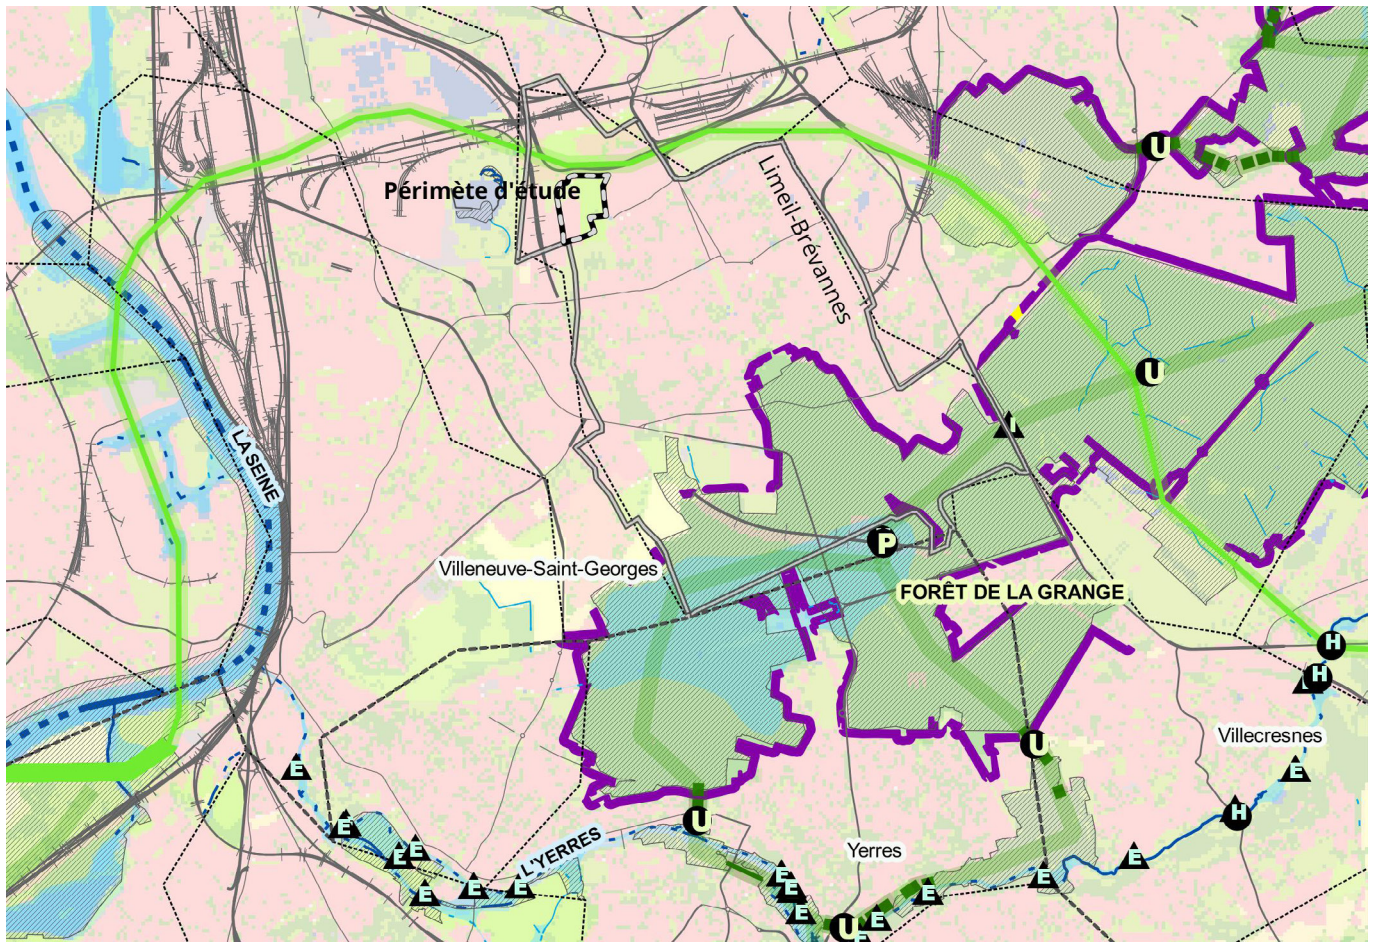 U
Périmète d'étude
Limeil-Brévannes
U
I
LA SEINE
P
Villeneuve-Saint-Georges
FORÊT DE LA GRANGE
H
H
U
Villecresnes
E
E
H
U
E
E
E
L'YERRES
Yerres
E
E
E
E
E
E
E
E
E
E
E
U
E